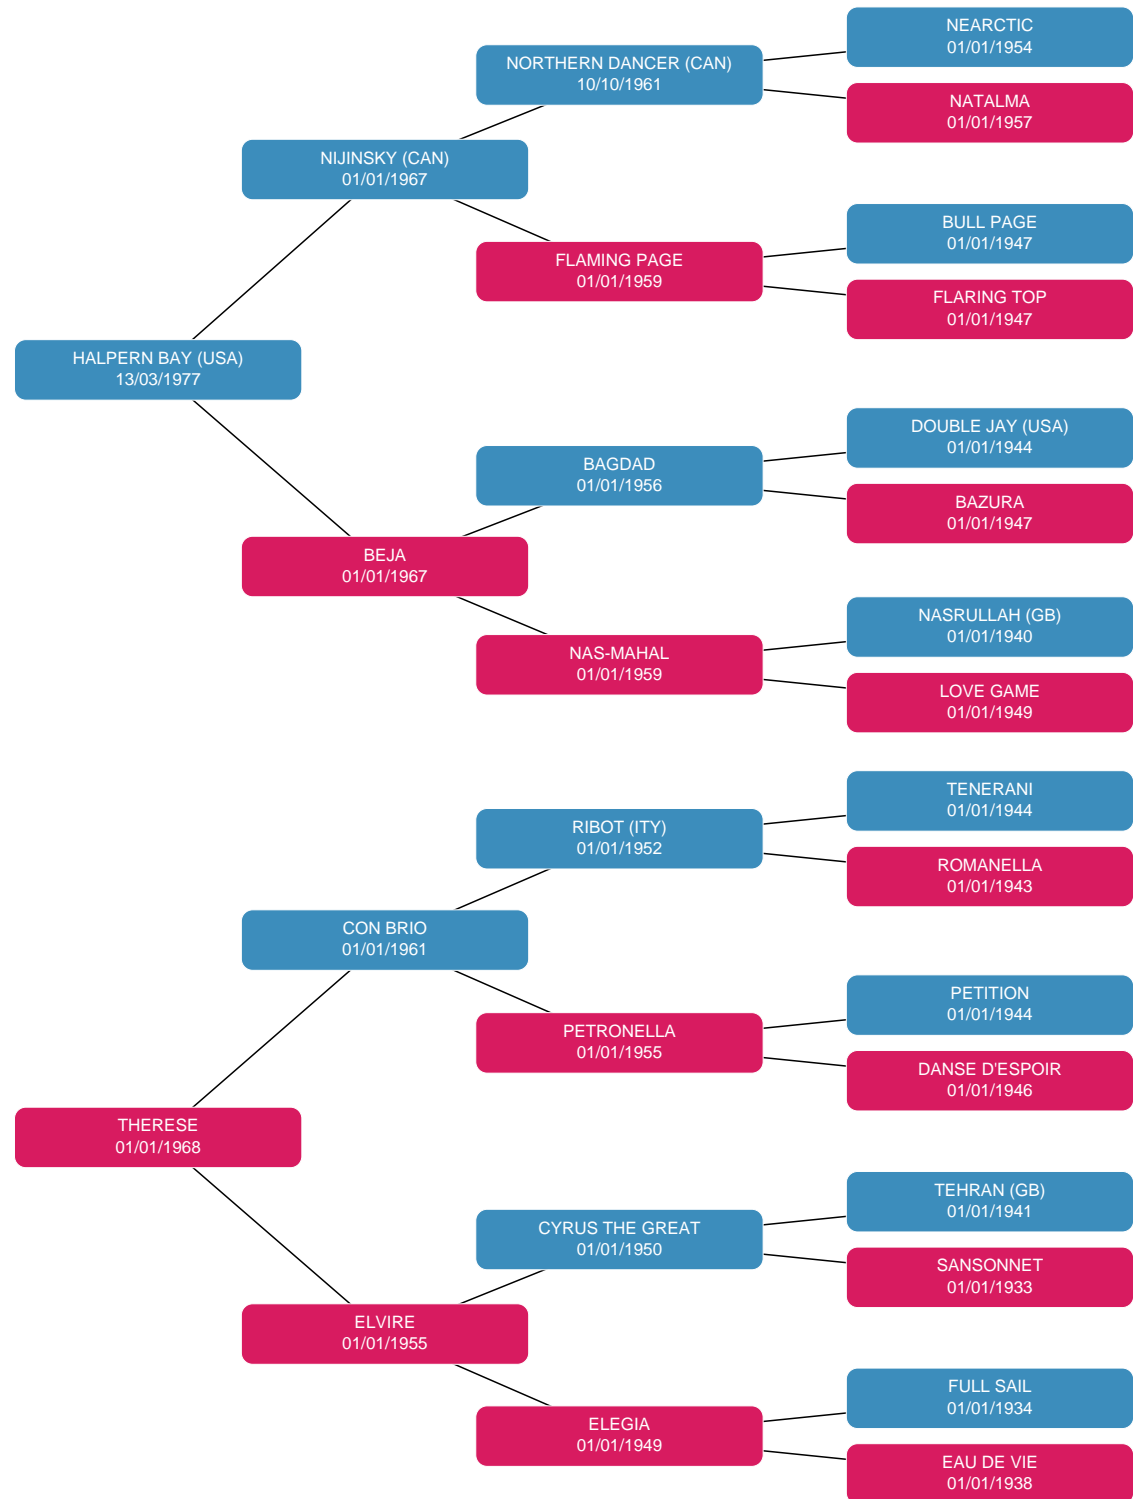 NEARCTIC
01/01/1954
NORTHERN DANCER (CAN)
10/10/1961
NATALMA
01/01/1957
NIJINSKY (CAN)
01/01/1967
BULL PAGE
01/01/1947
FLAMING PAGE
01/01/1959
FLARING TOP
01/01/1947
HALPERN BAY (USA)
13/03/1977
DOUBLE JAY (USA)
01/01/1944
BAGDAD
01/01/1956
BAZURA
01/01/1947
BEJA
01/01/1967
NASRULLAH (GB)
01/01/1940
NAS-MAHAL
01/01/1959
LOVE GAME
01/01/1949
TENERANI
01/01/1944
RIBOT (ITY)
01/01/1952
ROMANELLA
01/01/1943
CON BRIO
01/01/1961
PETITION
01/01/1944
PETRONELLA
01/01/1955
DANSE D'ESPOIR
01/01/1946
THERESE
01/01/1968
TEHRAN (GB)
01/01/1941
CYRUS THE GREAT
01/01/1950
SANSONNET
01/01/1933
ELVIRE
01/01/1955
FULL SAIL
01/01/1934
ELEGIA
01/01/1949
EAU DE VIE
01/01/1938